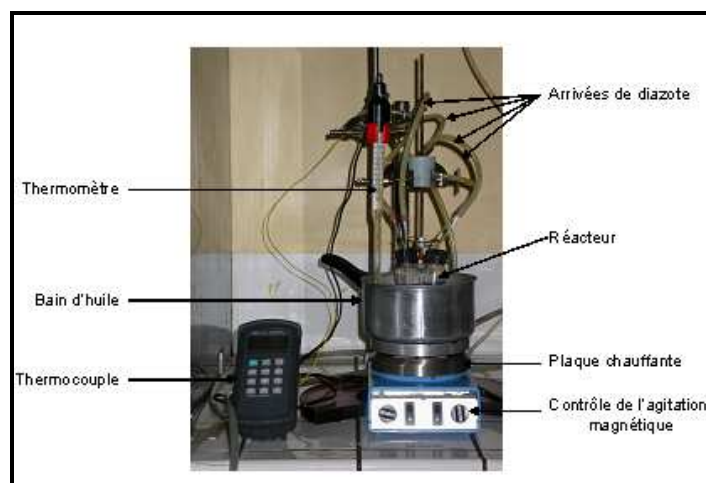 Arrivées de diazote
Thermomètre
Réacteur
Bain d'huile
Plaque chauffante
Thermocouple
Contrôle de l'agitation
magnétique